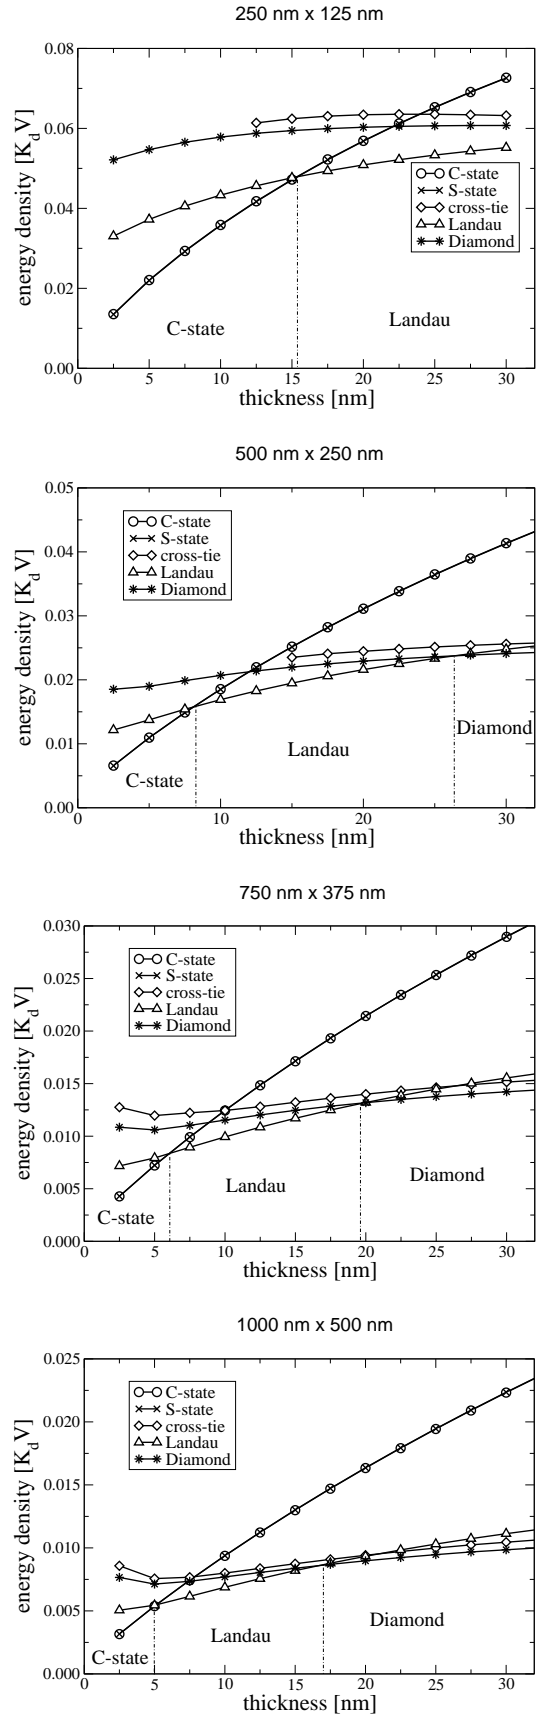 250 nm x 125 nm
0.08
0.06
0.04
0.02
0.00
energy density [K_dV]
C-state
S-state
cross-tie
Landau
Diamond
C-state
Landau
0 5 10 15 20 25 30
thickness [nm]
500 nm x 250 nm
0.05
0.04
0.03
0.02
0.01
0.00
energy density [K_dV]
C-state
S-state
cross-tie
Landau
Diamond
C-state
Landau
Diamond
0 5 10 15 20 25 30
thickness [nm]
750 nm x 375 nm
0.030
0.025
0.020
0.015
0.010
0.005
0.000
energy density [K_dV]
C-state
S-state
cross-tie
Landau
Diamond
C-state
Landau
Diamond
0 5 10 15 20 25 30
thickness [nm]
1000 nm x 500 nm
0.025
0.020
0.015
0.010
0.005
0.000
energy density [K_dV]
C-state
S-state
cross-tie
Landau
Diamond
C-state
Landau
Diamond
0 5 10 15 20 25 30
thickness [nm]